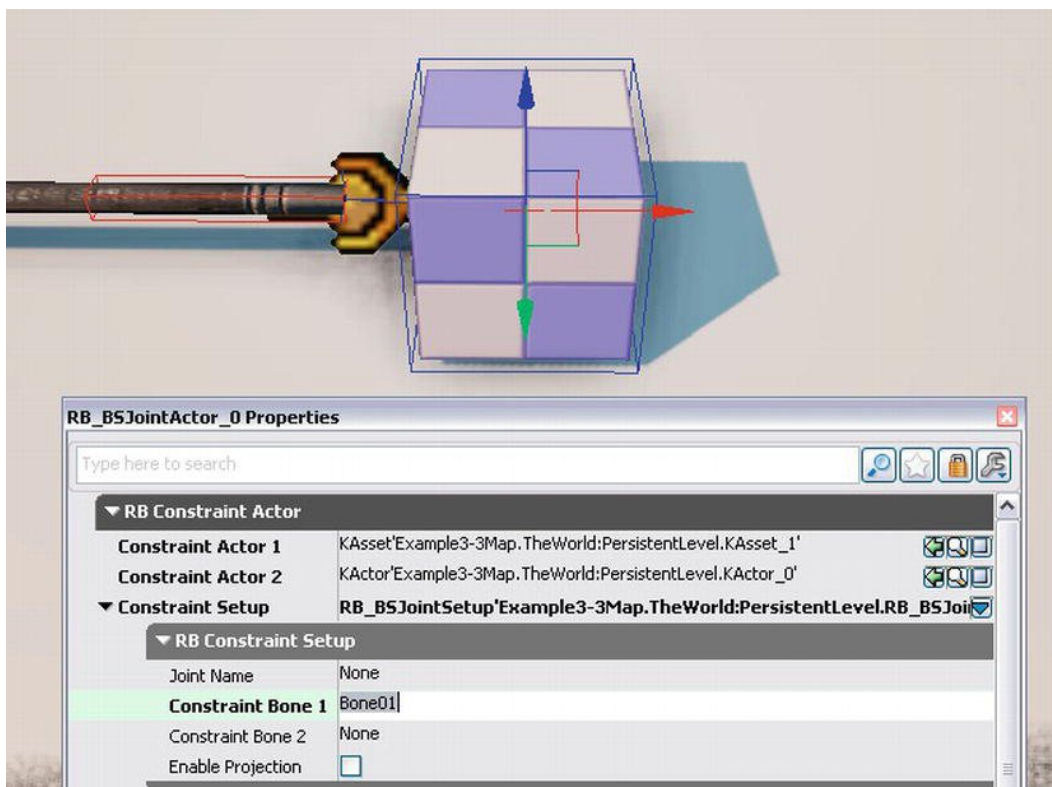 RB_BSJointActor_0 Properties
Type here to search
RB Constraint Actor
Constraint Actor 1 KAsset'Example3-3Map.TheWorld:PersistentLevel.KAsset_1'
Constraint Actor 2 KActor'Example3-3Map.TheWorld:PersistentLevel.KActor_0'
Constraint Setup RB_BSJointSetup'Example3-3Map.TheWorld:PersistentLevel.RB_BSJoin
RB Constraint Setup
Joint Name None
Constraint Bone 1 Bone01
Constraint Bone 2 None
Enable Projection